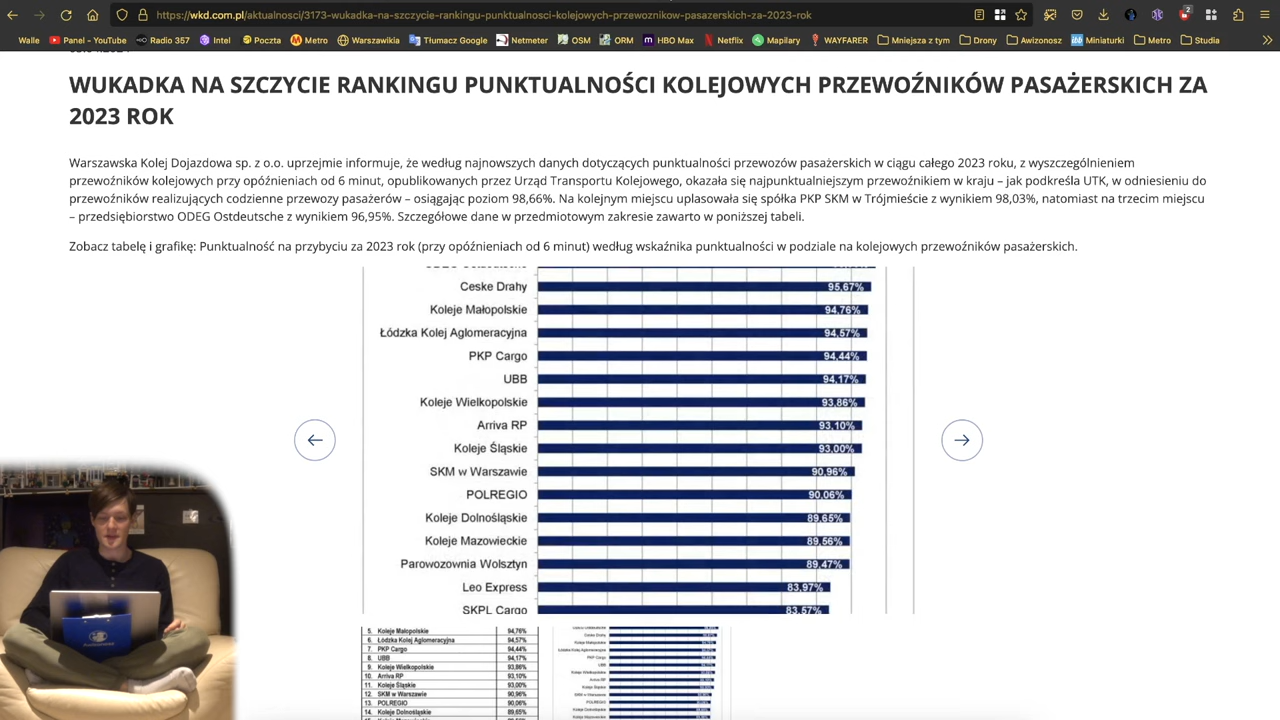 https://wkd.com.pl/aktualnosci/3173-wukadka-na-szczycie-rankingu-punktualnosci-kolejowych-przewoznikow-pasazerskich-za-2023-rok
2
Walle Panel - YouTube Radio 357 Intel Poczta Metro Warszawikia Tłumacz Google Netmeter OSM ORM HBO Max Netflix Mapilary WAYFARER Mniejsza z tym Drony Awizonosz Miniaturki Metro Studia
WUKADKA NA SZCZYCIE RANKINGU PUNKTUALNOŚCI KOLEJOWYCH PRZEWOŹNIKÓW PASAŻERSKICH ZA
2023 ROK
Warszawska Kolej Dojazdowa sp. z o.o. uprzejmie informuje, że według najnowszych danych dotyczących punktualności przewozów pasażerskich w ciągu całego 2023 roku, z wyszczególnieniem
przewoźników kolejowych przy opóźnieniach od 6 minut, opublikowanych przez Urząd Transportu Kolejowego, okazała się najpunktualniejszym przewoźnikiem w kraju – jak podkreśla UTK, w odniesieniu do
przewoźników realizujących codzienne przewozy pasażerów – osiągając poziom 98,66%. Na kolejnym miejscu uplasowała się spółka PKP SKM w Trójmieście z wynikiem 98,03%, natomiast na trzecim miejscu
– przedsiębiorstwo ODEG Ostdeutsche z wynikiem 96,95%. Szczegółowe dane w przedmiotowym zakresie zawarto w poniższej tabeli.
Zobacz tabelę i grafikę: Punktualność na przybyciu za 2023 rok (przy opóźnieniach od 6 minut) według wskaźnika punktualności w podziale na kolejowych przewoźników pasażerskich.
Ceske Drahy 95,67%
Koleje Małopolskie 94,76%
Łódzka Kolej Aglomeracyjna 94,57%
PKP Cargo 94,44%
UBB 94,17%
Koleje Wielkopolskie 93,86%
Arriva RP 93,10%
Koleje Śląskie 93,00%
SKM w Warszawie 90,96%
POLREGIO 90,06%
Koleje Dolnośląskie 89,65%
Koleje Mazowieckie 89,56%
Parowozownia Wolsztyn 89,47%
Leo Express 83,97%
SKPL Cargo 83,57%
5. Koleje Małopolskie 94,76%
6. Łódzka Kolej Aglomeracyjna 94,57%
7. PKP Cargo 94,44%
8. UBB 94,17%
9. Koleje Wielkopolskie 93,86%
10. Arriva RP 93,10%
11. Koleje Śląskie 93,00%
12. SKM w Warszawie 90,96%
13. POLREGIO 90,06%
14. Koleje Dolnośląskie 89,65%